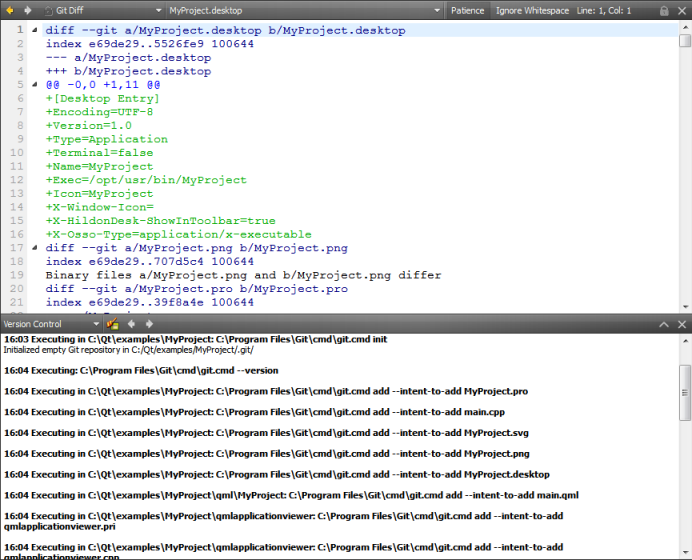 Git Diff MyProject.desktop Patience Ignore Whitespace Line: 1, Col: 1
1 diff --git a/MyProject.desktop b/MyProject.desktop
2 index e69de29..5526fe9 100644
3 --- a/MyProject.desktop
4 +++ b/MyProject.desktop
5 @@ -0,0 +1,11 @@
6 +[Desktop Entry]
7 +Encoding=UTF-8
8 +Version=1.0
9 +Type=Application
10 +Terminal=false
11 +Name=MyProject
12 +Exec=/opt/usr/bin/MyProject
13 +Icon=MyProject
14 +X-Window-Icon=
15 +X-HildonDesk-ShowInToolbar=true
16 +X-Osso-Type=application/x-executable
17 diff --git a/MyProject.png b/MyProject.png
18 index e69de29..707d5c4 100644
19 Binary files a/MyProject.png and b/MyProject.png differ
20 diff --git a/MyProject.pro b/MyProject.pro
21 index e69de29..39f8a4e 100644
Version Control
16:03 Executing in C:\Qt\examples\MyProject: C:\Program Files\Git\cmd\git.cmd init
Initialized empty Git repository in C:/Qt/examples/MyProject/.git/
16:04 Executing: C:\Program Files\Git\cmd\git.cmd --version
16:04 Executing in C:\Qt\examples\MyProject: C:\Program Files\Git\cmd\git.cmd add --intent-to-add MyProject.pro
16:04 Executing in C:\Qt\examples\MyProject: C:\Program Files\Git\cmd\git.cmd add --intent-to-add main.cpp
16:04 Executing in C:\Qt\examples\MyProject: C:\Program Files\Git\cmd\git.cmd add --intent-to-add MyProject.svg
16:04 Executing in C:\Qt\examples\MyProject: C:\Program Files\Git\cmd\git.cmd add --intent-to-add MyProject.png
16:04 Executing in C:\Qt\examples\MyProject: C:\Program Files\Git\cmd\git.cmd add --intent-to-add MyProject.desktop
16:04 Executing in C:\Qt\examples\MyProject\qml\MyProject: C:\Program Files\Git\cmd\git.cmd add --intent-to-add main.qml
16:04 Executing in C:\Qt\examples\MyProject\qmlapplicationviewer: C:\Program Files\Git\cmd\git.cmd add --intent-to-add
qmlapplicationviewer.pri
16:04 Executing in C:\Qt\examples\MyProject\qmlapplicationviewer: C:\Program Files\Git\cmd\git.cmd add --intent-to-add
qmlapplicationviewer.cpp